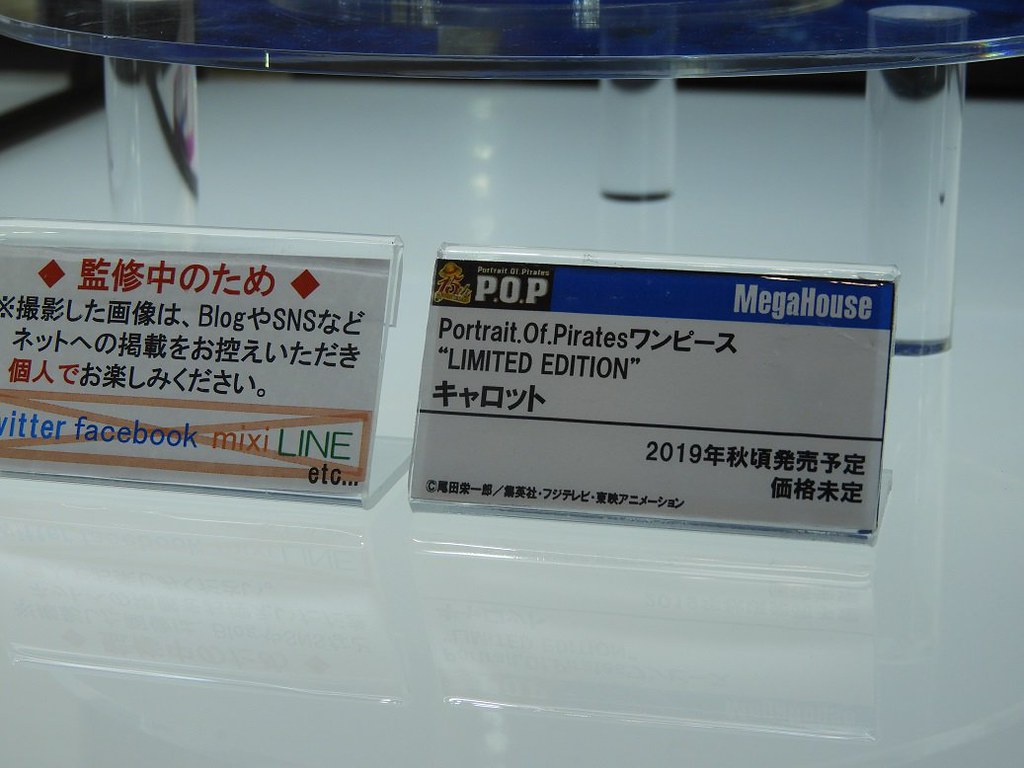 ◆ 監修中のため ◆
※撮影した画像は、BlogやSNSなど
ネットへの掲載をお控えいただき
個人でお楽しみください。
witter facebook mixi LINE
etc...
Portrait Of Pirates
P.O.P
MegaHouse
Portrait.Of.Piratesワンピース
“LIMITED EDITION”
キャロット
2019年秋頃発売予定
価格未定
©尾田栄一郎／集英社・フジテレビ・東映アニメーション